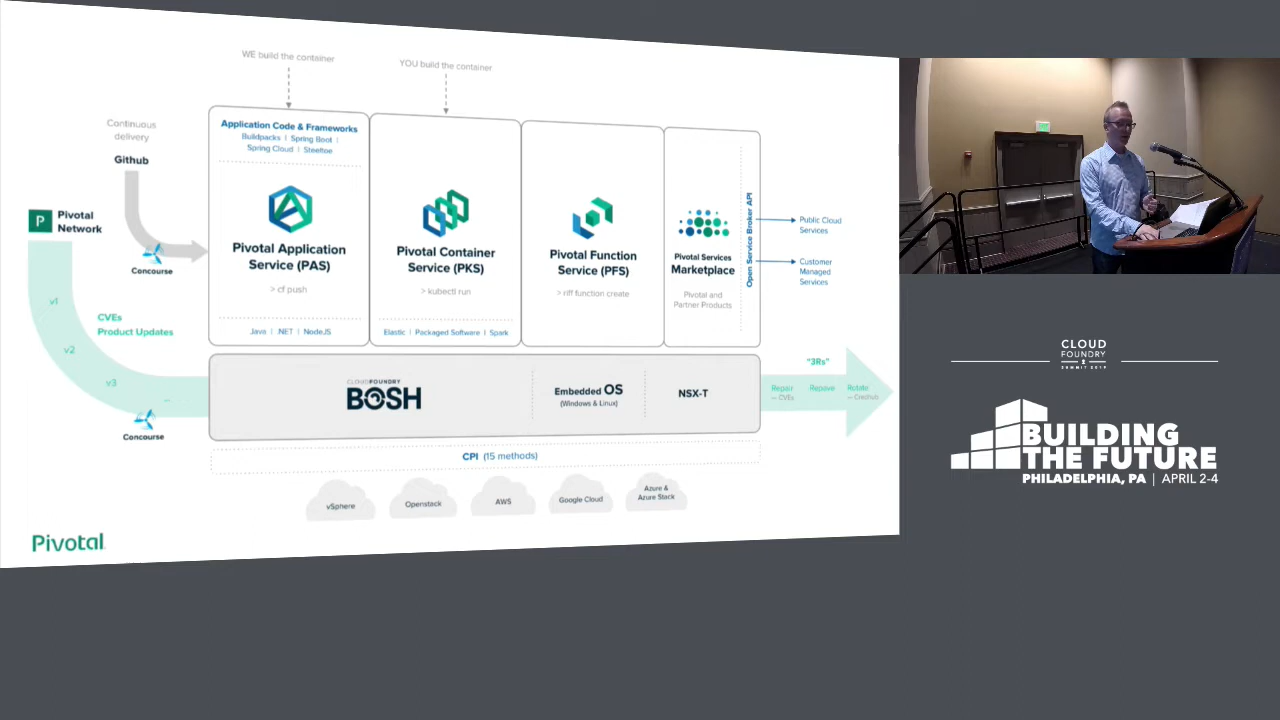 WE build the container
YOU build the container
Continuous
delivery
Github
P
Pivotal
Network
Concourse
v1
v2
v3
...
CVEs
Product Updates
Concourse
Application Code & Frameworks
Buildpacks | Spring Boot |
Spring Cloud | Steeltoe
Pivotal Application
Service (PAS)
> cf push
Java | .NET | NodeJS
Pivotal Container
Service (PKS)
> kubectl run
Elastic | Packaged Software | Spark
Pivotal Function
Service (PFS)
> riff function create
Pivotal Services
Marketplace
Pivotal and
Partner Products
Open Service Broker API
Public Cloud
Services
Customer
Managed
Services
CLOUDFOUNDRY
BOSH
Embedded OS
(Windows & Linux)
NSX-T
"3Rs"
Repair
— CVEs
Repave
Rotate
— Credhub
CPI (15 methods)
vSphere
Openstack
AWS
Google Cloud
Azure &
Azure Stack
Pivotal
CLOUD
FOUNDRY
SUMMIT 2019
BUILDING
THE FUTURE
PHILADELPHIA, PA | APRIL 2-4